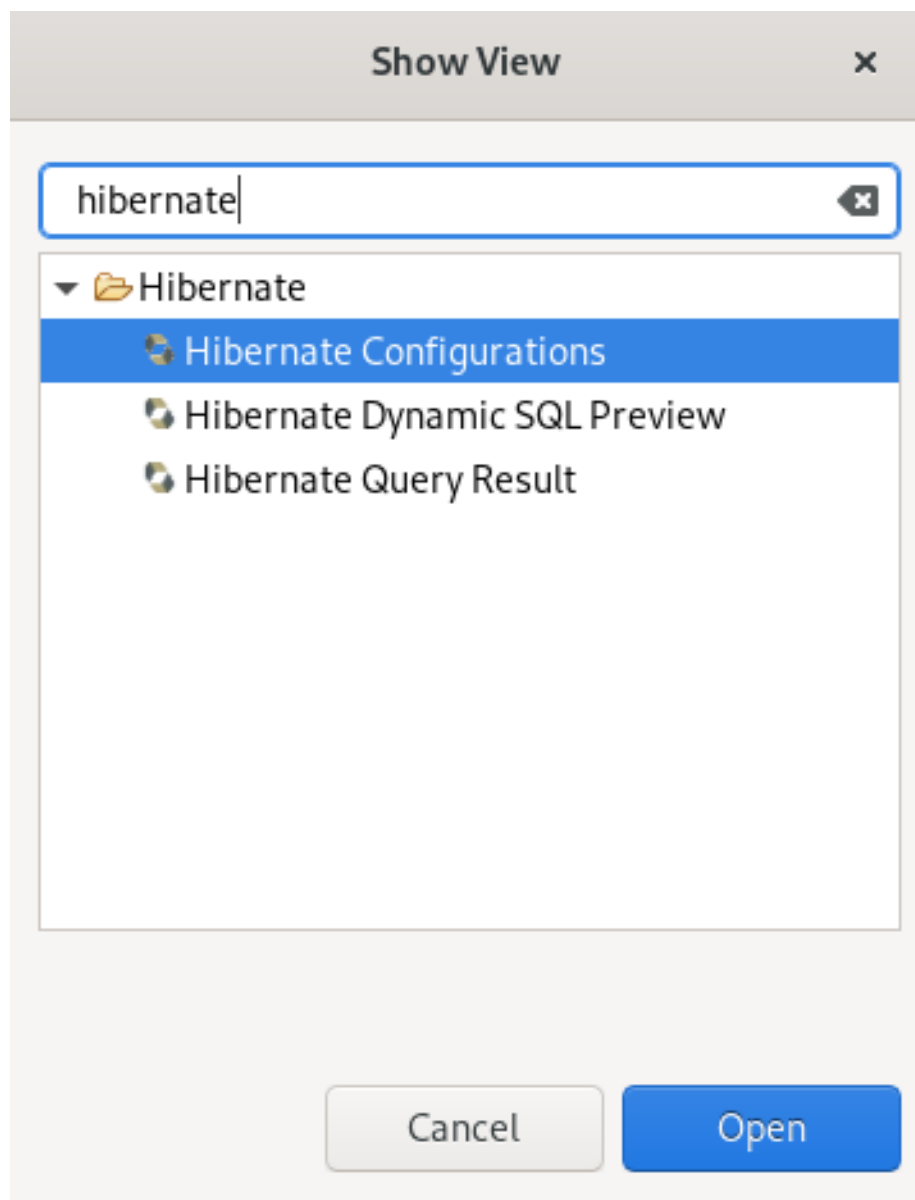 Show View
hibernate
Hibernate
Hibernate Configurations
Hibernate Dynamic SQL Preview
Hibernate Query Result
Cancel
Open